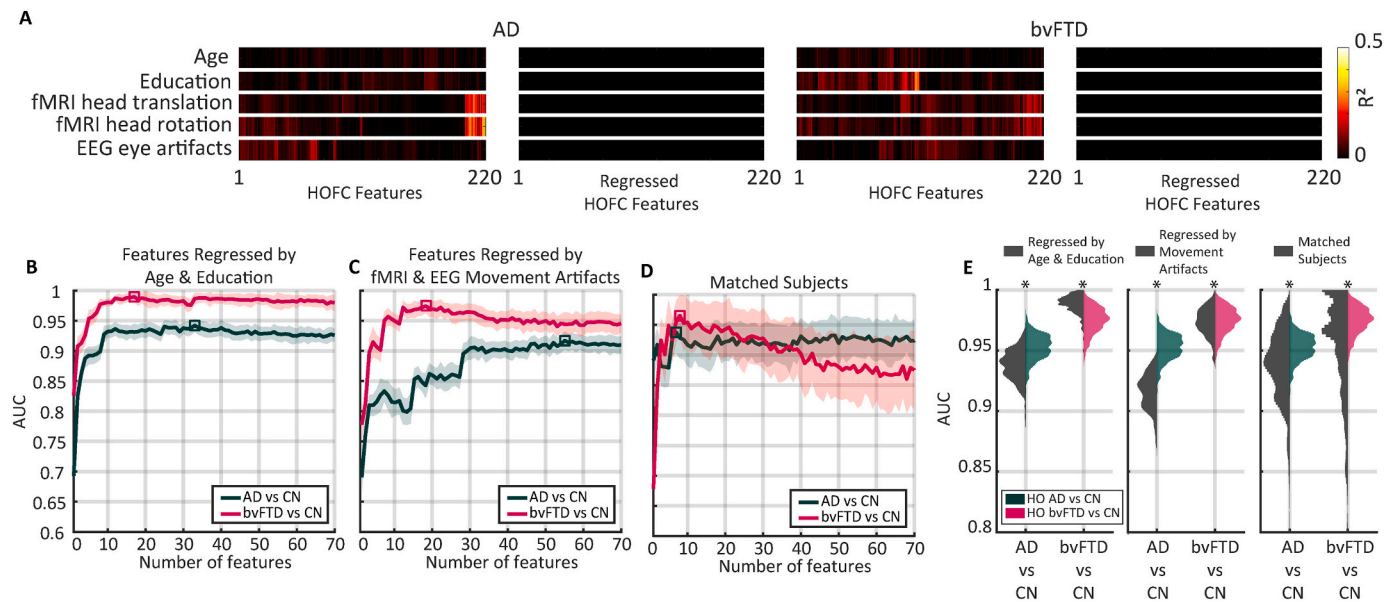 A
AD
bvFTD
Age
Education
fMRI head translation
fMRI head rotation
EEG eye artifacts
1
HOFC Features
220
1
Regressed
HOFC Features
220
1
HOFC Features
220
1
Regressed
HOFC Features
220
0.5
R²
0
B
Features Regressed by
Age & Education
AUC
1
0.95
0.9
0.85
0.8
0.75
0.7
0.65
0.6
0 10 20 30 40 50 60 70
Number of features
AD vs CN
bvFTD vs CN
C
Features Regressed by
fMRI & EEG Movement Artifacts
0 10 20 30 40 50 60 70
Number of features
AD vs CN
bvFTD vs CN
D
Matched Subjects
0 10 20 30 40 50 60 70
Number of features
AD vs CN
bvFTD vs CN
E
Regressed by
Age & Education
Regressed by
Movement
Artifacts
Matched
Subjects
* * * * * *
AUC
1
0.95
0.9
0.85
0.8
HO AD vs CN
HO bvFTD vs CN
AD bvFTD AD bvFTD AD bvFTD
vs vs vs vs vs vs
CN CN CN CN CN CN